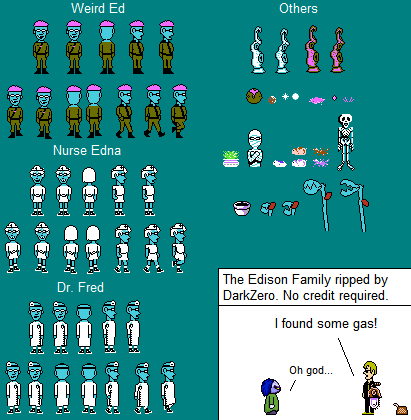 Weird Ed
Others
Nurse Edna
Dr. Fred
The Edison Family ripped by
DarkZero. No credit required.
I found some gas!
Oh god...